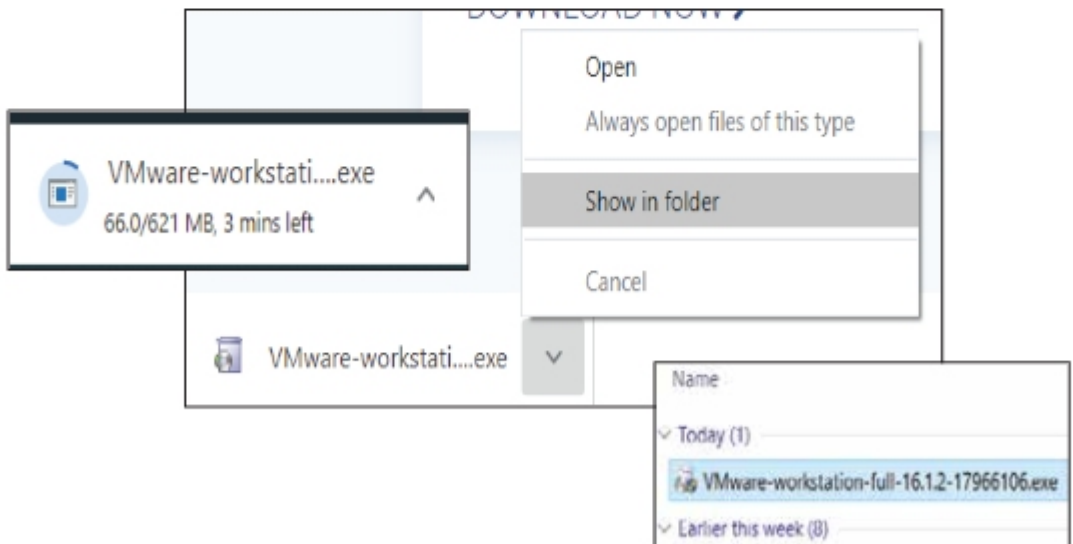 DOWNLOAD NOW
Open
Always open files of this type
VMware-workstati....exe
66.0/621 MB, 3 mins left
Show in folder
Cancel
VMware-workstati....exe
Name
Today (1)
VMware-workstation-full-16.1.2-17966106.exe
Earlier this week (8)